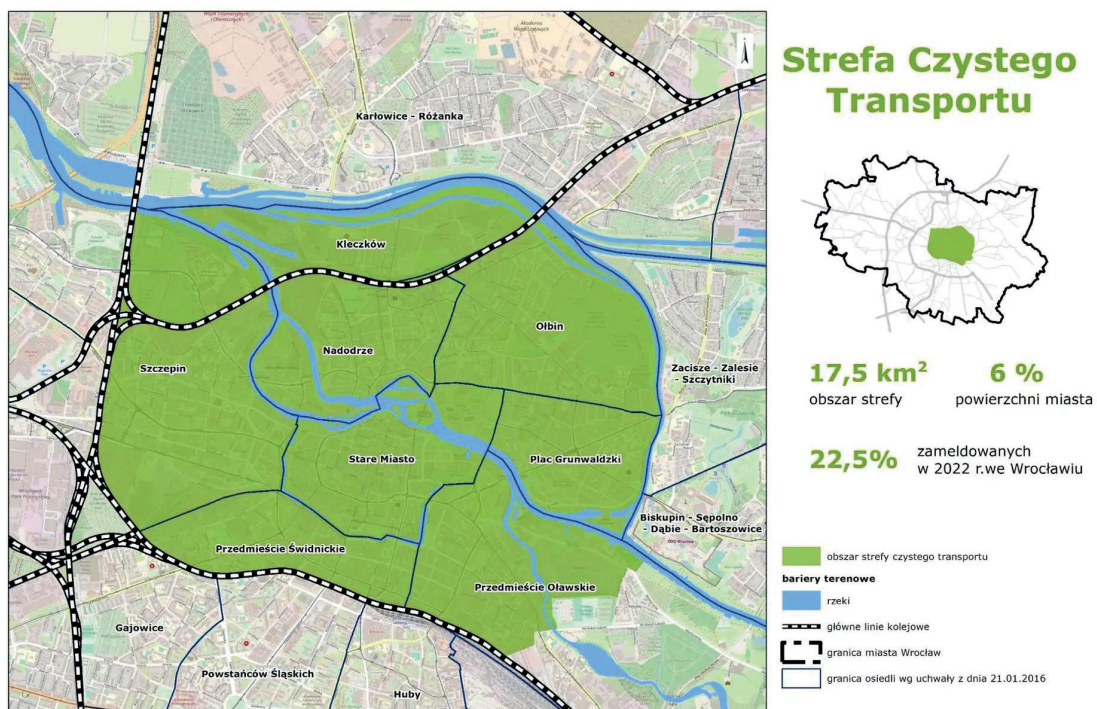 Karłowice - Różanka
Kleczków
Ołbin
Nadodrze
Szczepin
Zacisze - Zalesie
- Szczytniki
Stare Miasto
Plac Grunwaldzki
Biskupin - Sępolno
- Dąbie - Bartoszowice
Przedmieście Świdnickie
Przedmieście Oławskie
Gajowice
Powstańców Śląskich
Huby
Strefa Czystego
Transportu
17,5 km²
obszar strefy
6 %
powierzchni miasta
22,5%
zameldowanych
w 2022 r.we Wrocławiu
obszar strefy czystego transportu
bariery terenowe
rzeki
główne linie kolejowe
granica miasta Wrocław
granica osiedli wg uchwały z dnia 21.01.2016